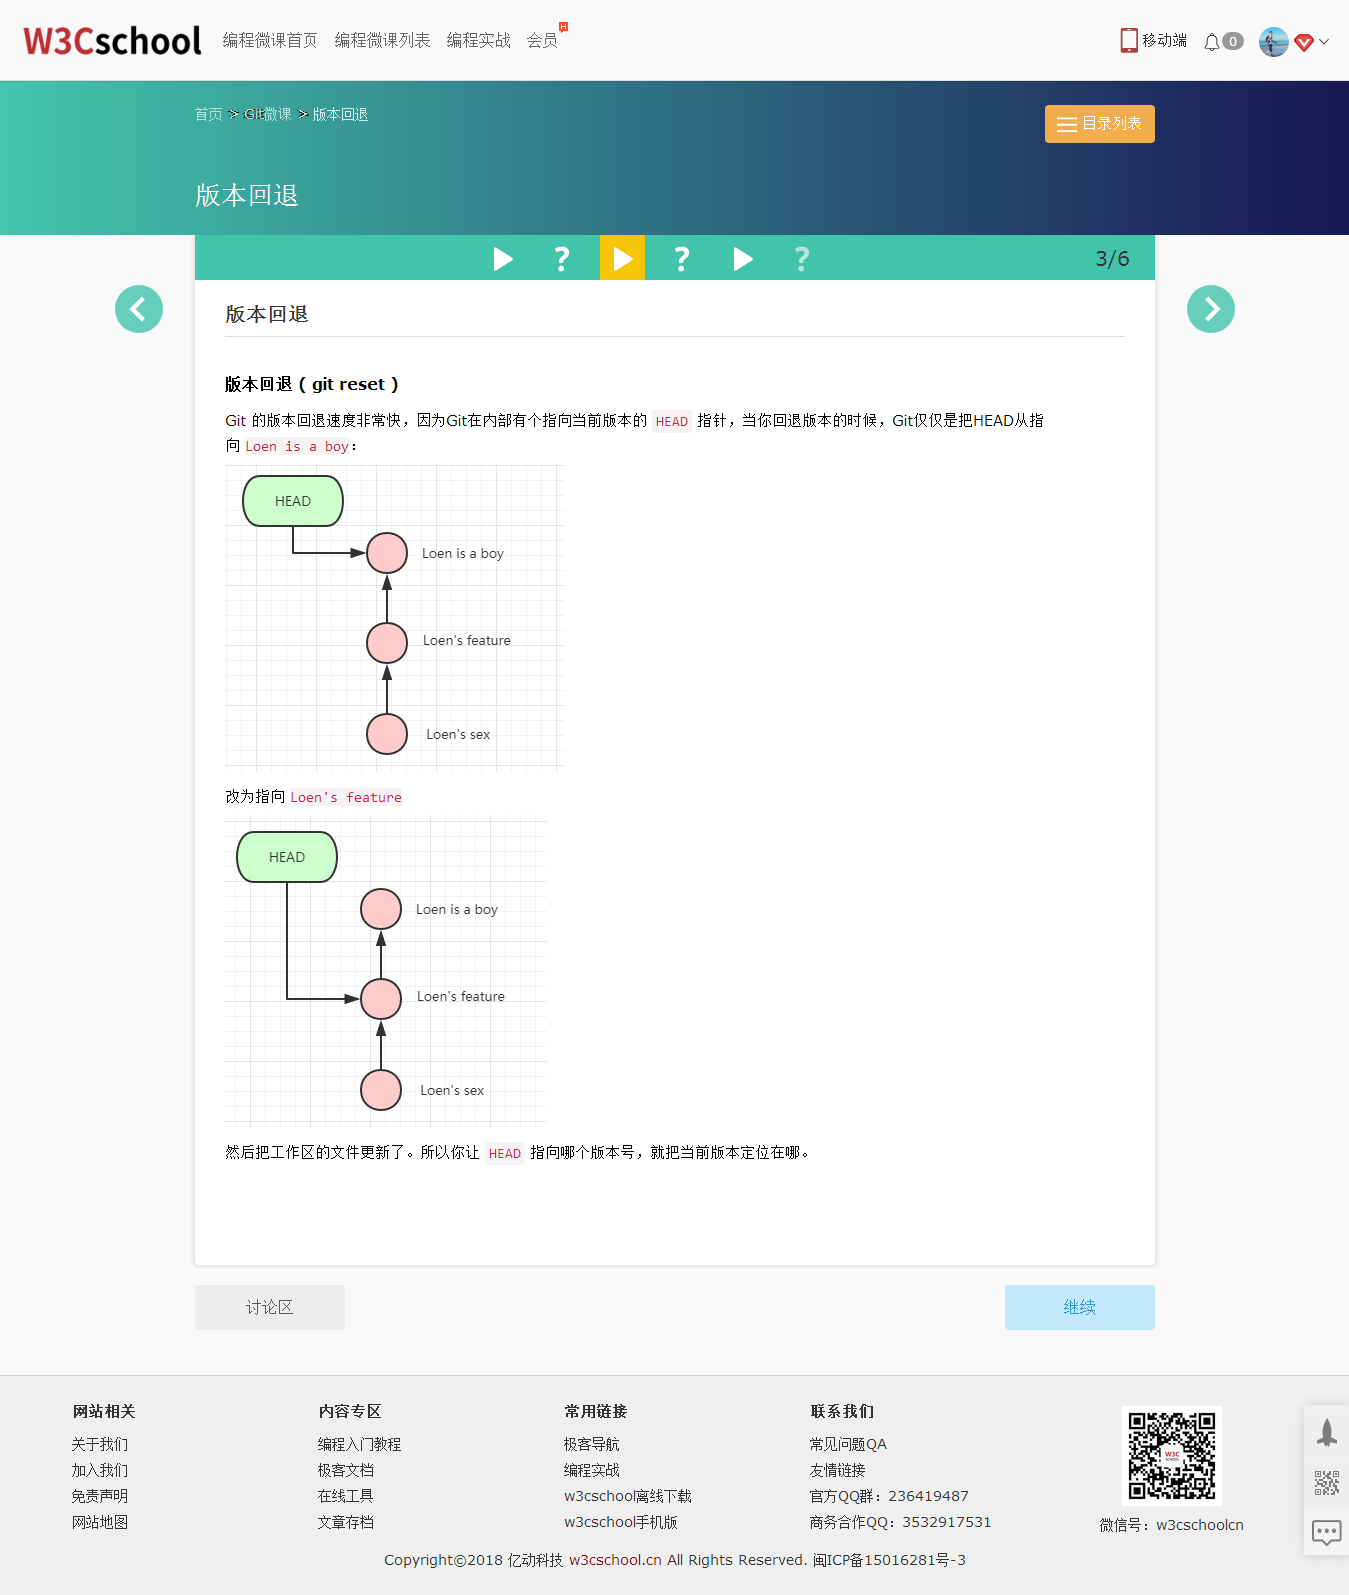 W3Cschool 编程微课首页 编程微课列表 编程实战 会员 H 移动端 0
首页 > Git微课 > 版本回退
目录列表
版本回退
? ? ? 3/6
版本回退
版本回退 ( git reset )
Git 的版本回退速度非常快，因为Git在内部有个指向当前版本的 HEAD 指针，当你回退版本的时候，Git仅仅是把HEAD从指
向 Loen is a boy：
HEAD
Loen is a boy
Loen's feature
Loen's sex
改为指向 Loen's feature
HEAD
Loen is a boy
Loen's feature
Loen's sex
然后把工作区的文件更新了。所以你让 HEAD 指向哪个版本号，就把当前版本定位在哪。
讨论区
继续
网站相关
关于我们
加入我们
免责声明
网站地图
内容专区
编程入门教程
极客文档
在线工具
文章存档
常用链接
极客导航
编程实战
w3cschool离线下载
w3cschool手机版
联系我们
常见问题QA
友情链接
官方QQ群：236419487
商务合作QQ：3532917531
W3C
SCHOOL
微信号：w3cschoolcn
Copyright©2018 亿动科技 w3cschool.cn All Rights Reserved. 闽ICP备15016281号-3